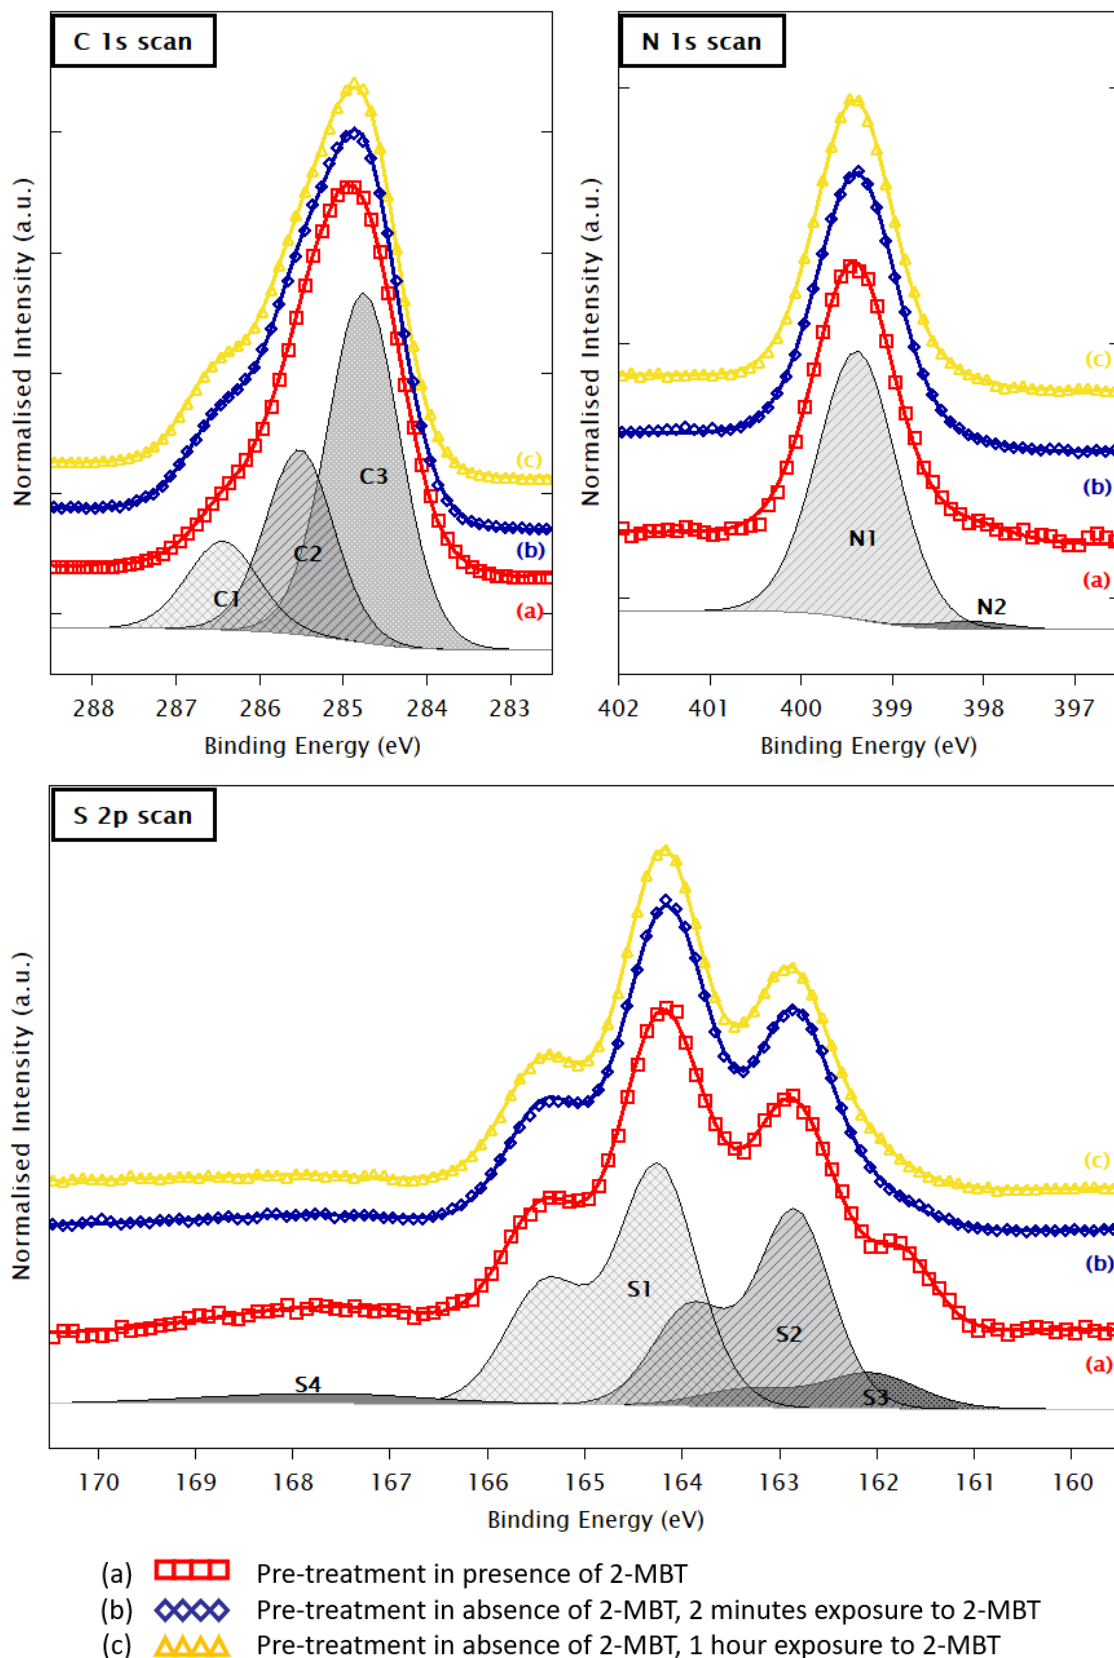 C 1s scan
Normalised Intensity (a.u.)
C1
C2
C3
(c)
(b)
(a)
288 287 286 285 284 283
Binding Energy (eV)
N 1s scan
Normalised Intensity (a.u.)
N1
N2
(c)
(b)
(a)
402 401 400 399 398 397
Binding Energy (eV)
S 2p scan
Normalised Intensity (a.u.)
S4
S1
S2
S3
(c)
(b)
(a)
170 169 168 167 166 165 164 163 162 161 160
Binding Energy (eV)
(a) Pre-treatment in presence of 2-MBT
(b) Pre-treatment in absence of 2-MBT, 2 minutes exposure to 2-MBT
(c) Pre-treatment in absence of 2-MBT, 1 hour exposure to 2-MBT